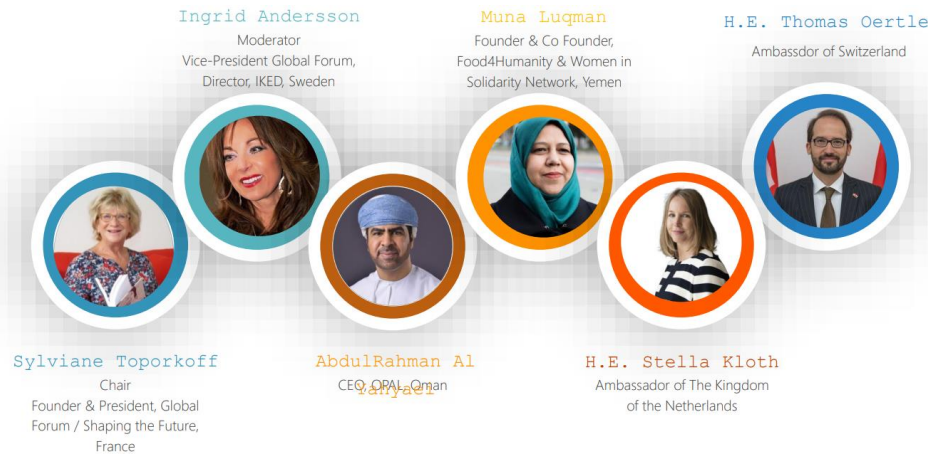 Ingrid Andersson
Moderator
Vice-President Global Forum,
Director, IKED, Sweden
Muna Luqman
Founder & Co Founder,
Food4Humanity & Women in
Solidarity Network, Yemen
H.E. Thomas Oertle
Ambassdor of Switzerland
Sylviane Toporkoff
Chair
Founder & President, Global
Forum / Shaping the Future,
France
AbdulRahman Al
Yahyaei
CEO, OPAL, Oman
H.E. Stella Kloth
Ambassador of The Kingdom
of the Netherlands